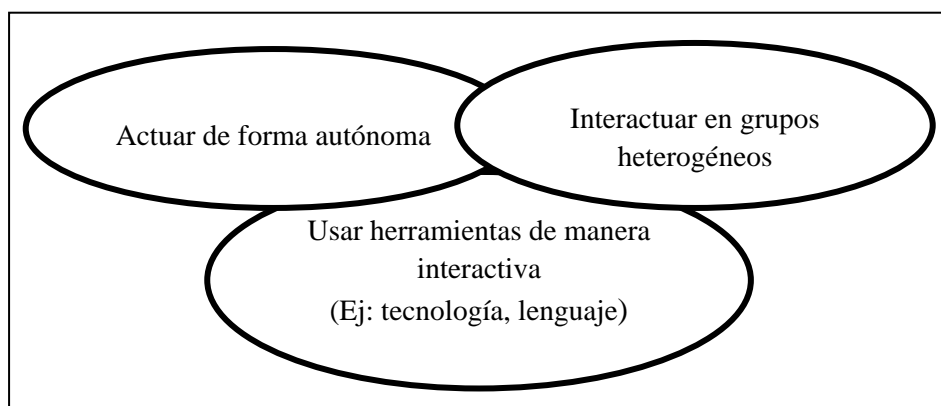 Actuar de forma autónoma
Interactuar en grupos
heterogéneos
Usar herramientas de manera
interactiva
(Ej: tecnología, lenguaje)